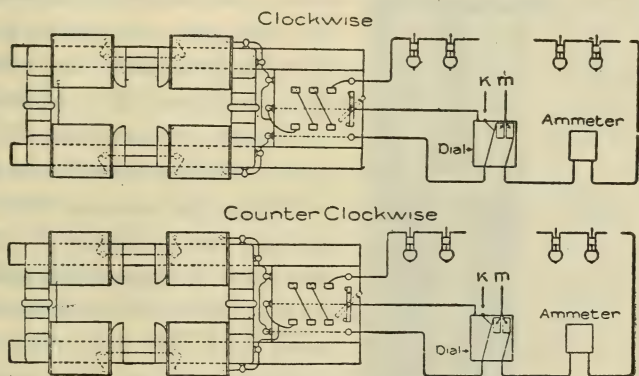 Clockwise
K m
Ammeter
Dial
Counter Clockwise
K m
Ammeter
Dial